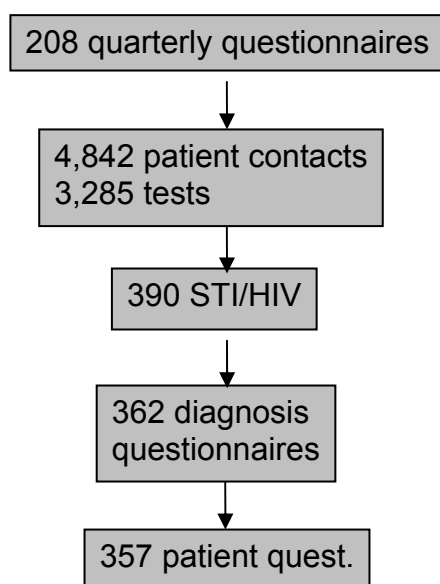 208 quarterly questionnaires
4,842 patient contacts
3,285 tests
390 STI/HIV
362 diagnosis
questionnaires
357 patient quest.